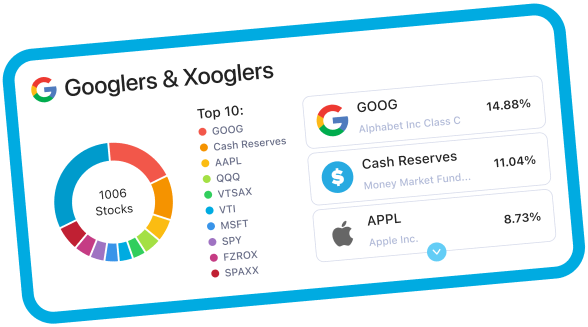 Googlers & Xooglers
1006
Stocks
Top 10:
GOOG
Cash Reserves
AAPL
QQQ
VTSAX
VTI
MSFT
SPY
FZROX
SPAXX
GOOG
Alphabet Inc Class C
14.88%
Cash Reserves
Money Market Fund...
11.04%
APPL
Apple Inc.
8.73%